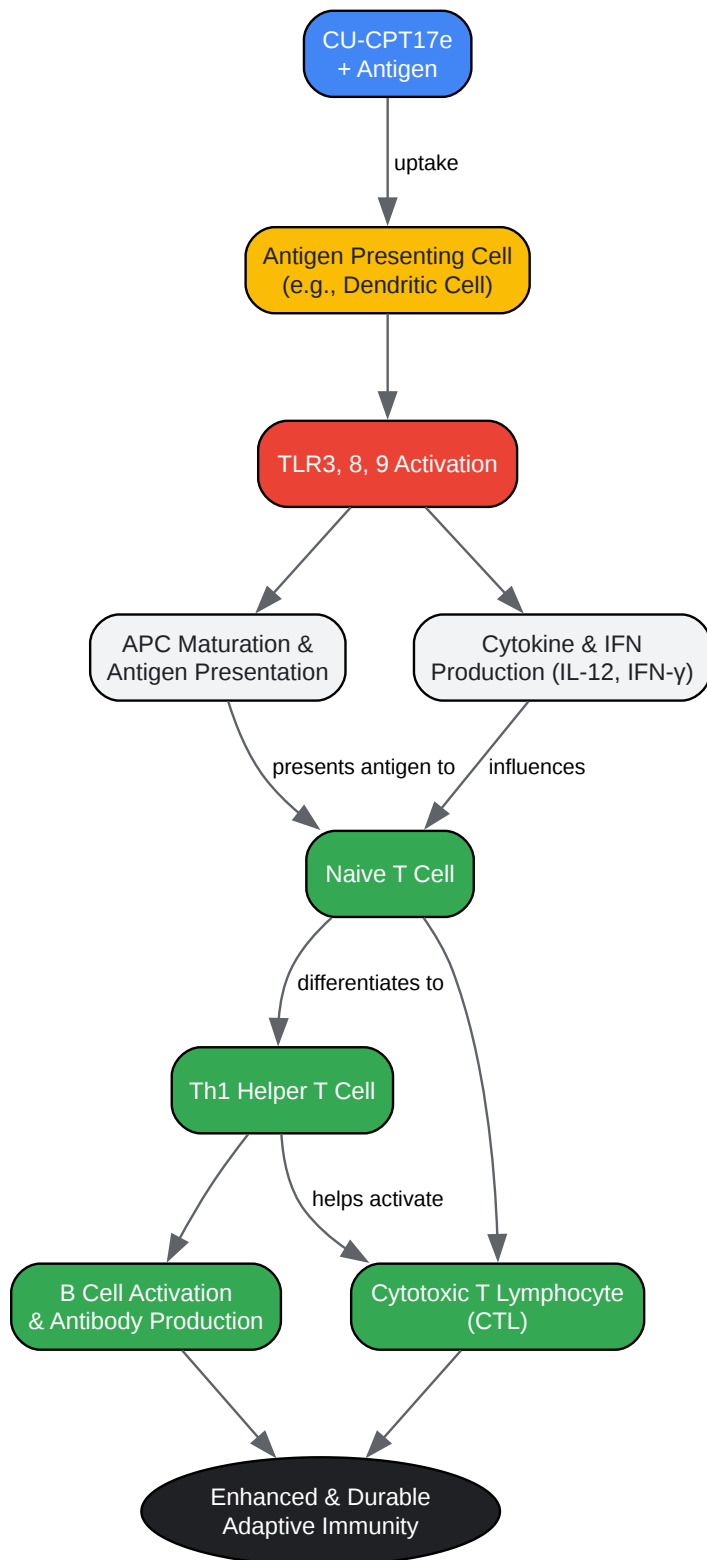 CU-CPT17e
+ Antigen
uptake
Antigen Presenting Cell
(e.g., Dendritic Cell)
TLR3, 8, 9 Activation
APC Maturation &
Antigen Presentation
Cytokine & IFN
Production (IL-12, IFN-γ)
presents antigen to
influences
Naive T Cell
differentiates to
Th1 Helper T Cell
helps activate
B Cell Activation
& Antibody Production
Cytotoxic T Lymphocyte
(CTL)
Enhanced & Durable
Adaptive Immunity